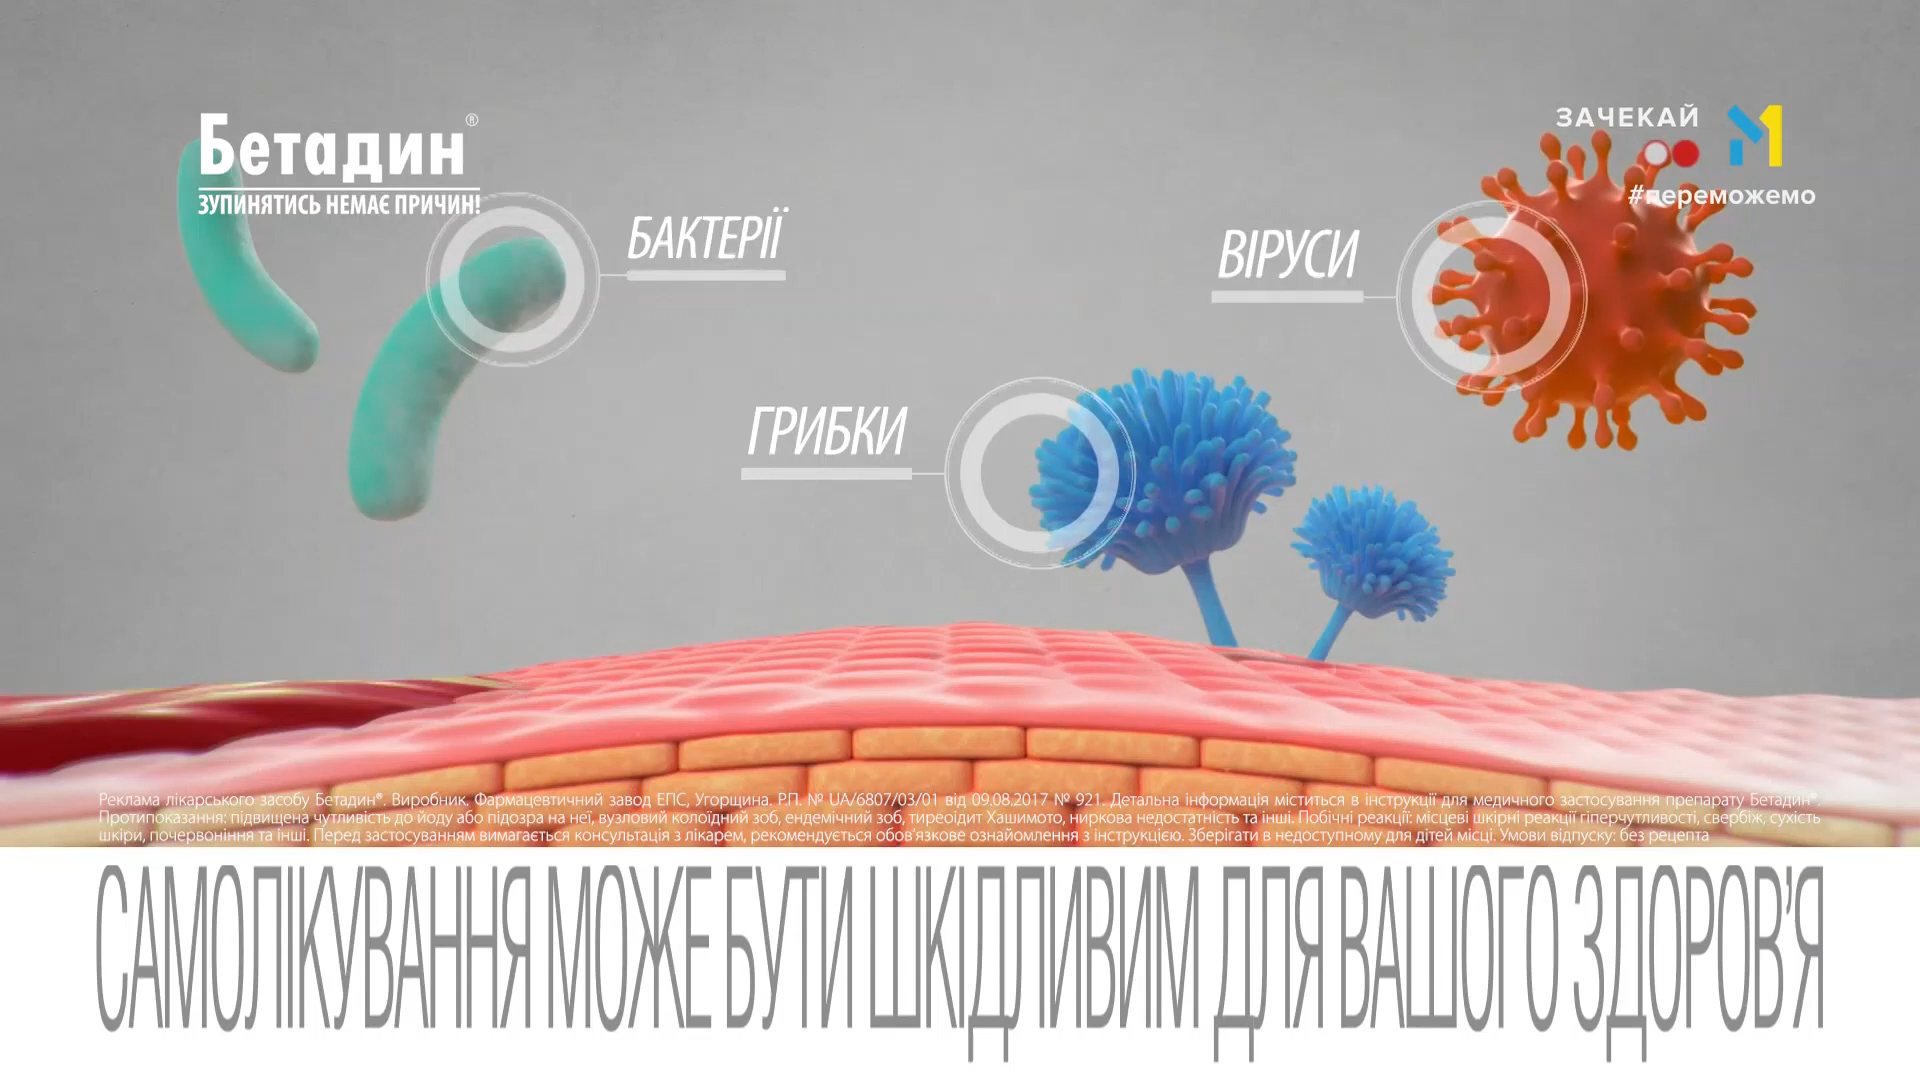 Бетадин®
ЗУПИНЯТИСЬ НЕМАЄ ПРИЧИН!
ЗАЧЕКАЙ
М1
#переможемо
БАКТЕРІЇ
ВІРУСИ
ГРИБКИ
Реклама лікарського засобу Бетадин®. Виробник. Фармацевтичний завод ЕПС, Угорщина. Р.П. № UA/6807/03/01 від 09.08.2017 № 921. Детальна інформація міститься в інструкції для медичного застосування препарату Бетадин®.
Протипоказання: підвищена чутливість до йоду або підозра на неї, вузловий колоїдний зоб, ендемічний зоб, тиреоїдит Хашимото, ниркова недостатність та інші. Побічні реакції: місцеві шкірні реакції гіперчутливості, свербіж, сухість
шкіри, почервоніння та інші. Перед застосуванням вимагається консультація з лікарем, рекомендується обов'язкове ознайомлення з інструкцією. Зберігати в недоступному для дітей місці. Умови відпуску: без рецепта
САМОЛІКУВАННЯ МОЖЕ БУТИ ШКІДЛИВИМ ДЛЯ ВАШОГО ЗДОРОВ'Я